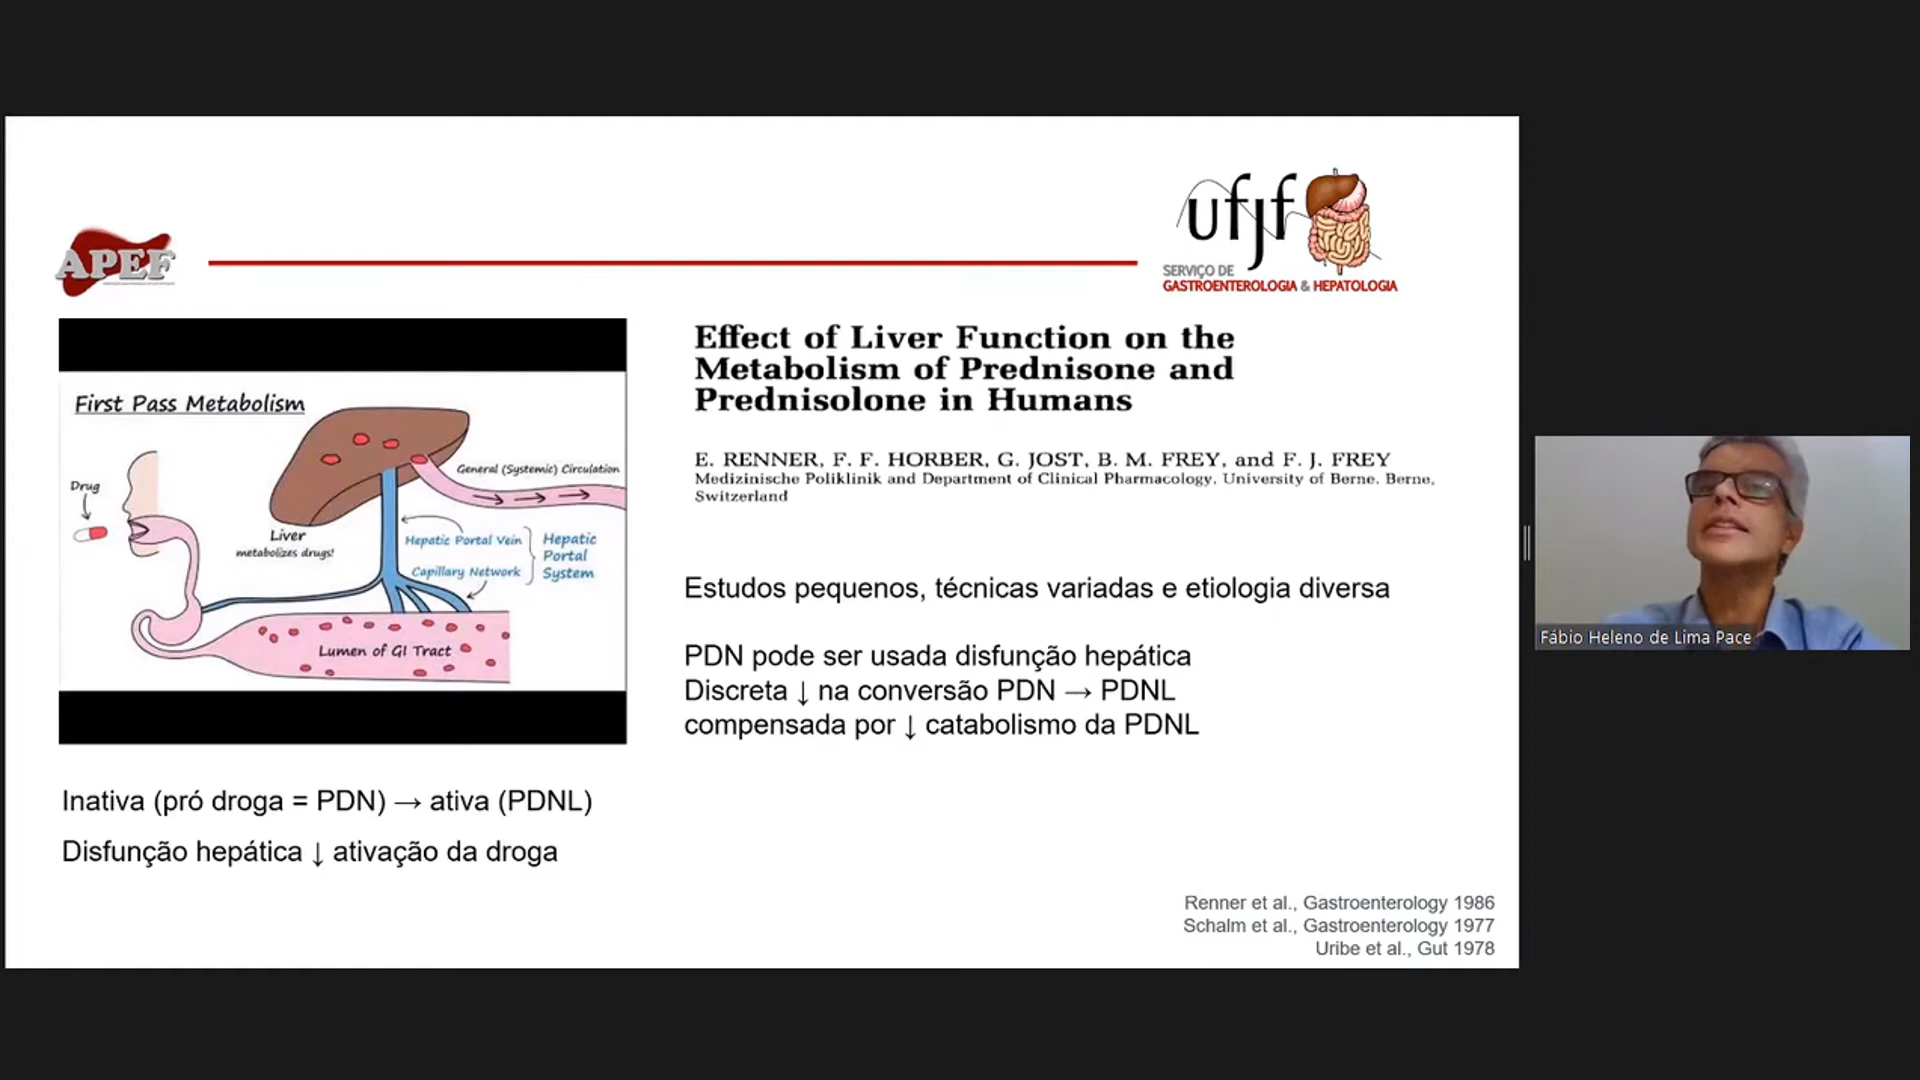 ufjf
SERVIÇO DE
GASTROENTEROLOGIA & HEPATOLOGIA
APEF
First Pass Metabolism
Drug
Liver
metabolizes drugs!
General (Systemic) Circulation
Hepatic Portal Vein
Capillary Network
Hepatic
Portal
System
Lumen of GI Tract
Inativa (pró droga = PDN) → ativa (PDNL)
Disfunção hepática ↓ ativação da droga
Effect of Liver Function on the
Metabolism of Prednisone and
Prednisolone in Humans
E. RENNER, F. F. HORBER, G. JOST, B. M. FREY, and F. J. FREY
Medizinische Poliklinik and Department of Clinical Pharmacology, University of Berne, Berne,
Switzerland
Estudos pequenos, técnicas variadas e etiologia diversa
PDN pode ser usada disfunção hepática
Discreta ↓ na conversão PDN → PDNL
compensada por ↓ catabolismo da PDNL
Renner et al., Gastroenterology 1986
Schalm et al., Gastroenterology 1977
Uribe et al., Gut 1978
Fábio Heleno de Lima Pace